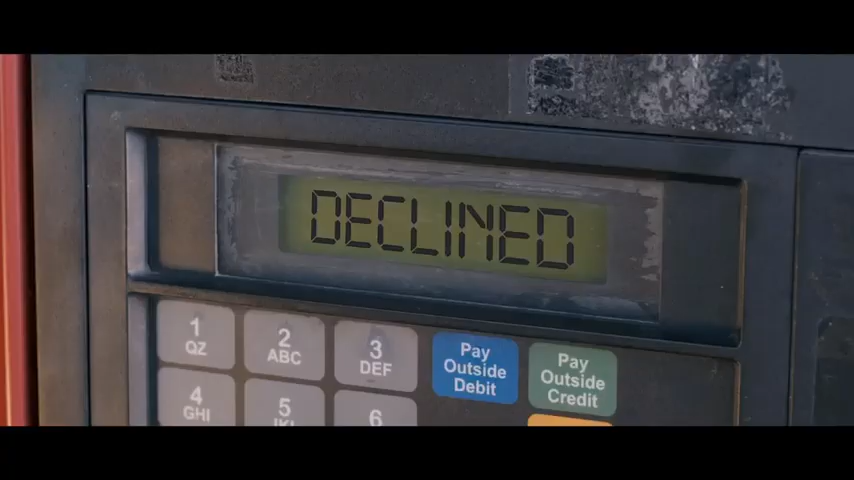 DECLINED
1 QZ
2 ABC
3 DEF
Pay Outside Debit
Pay Outside Credit
4 GHI
5
6